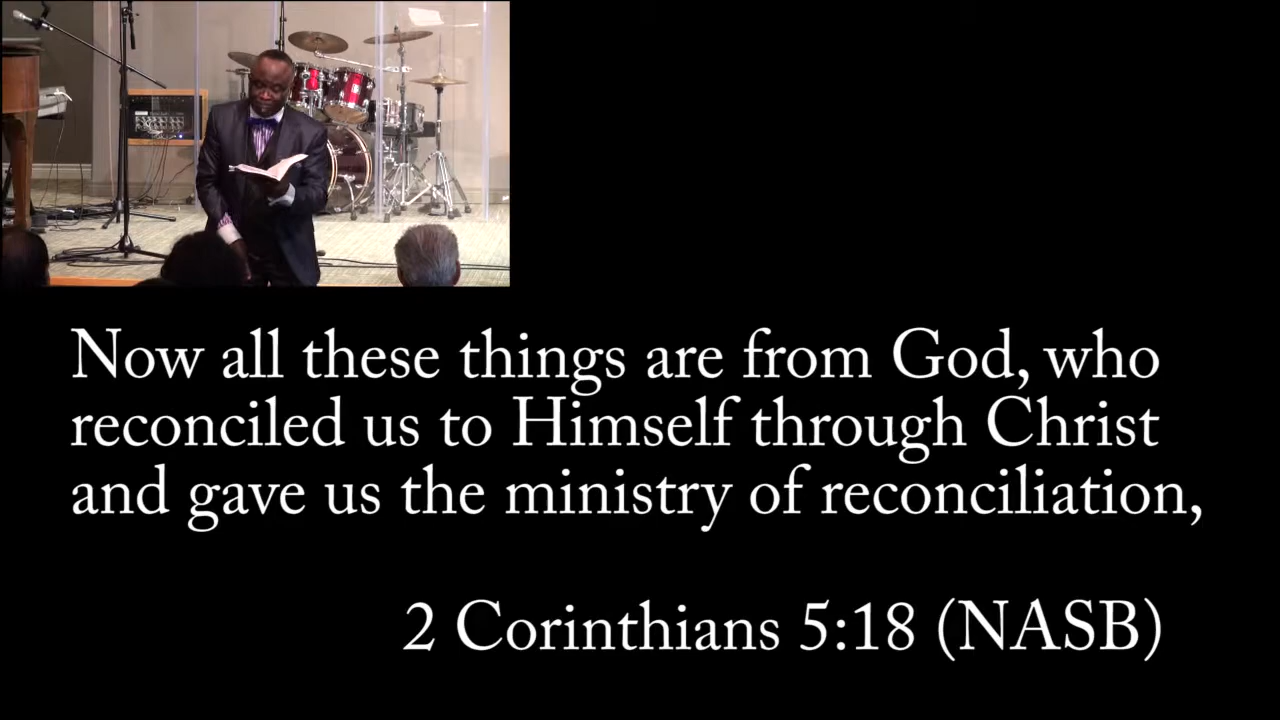 Now all these things are from God, who
reconciled us to Himself through Christ
and gave us the ministry of reconciliation,
2 Corinthians 5:18 (NASB)